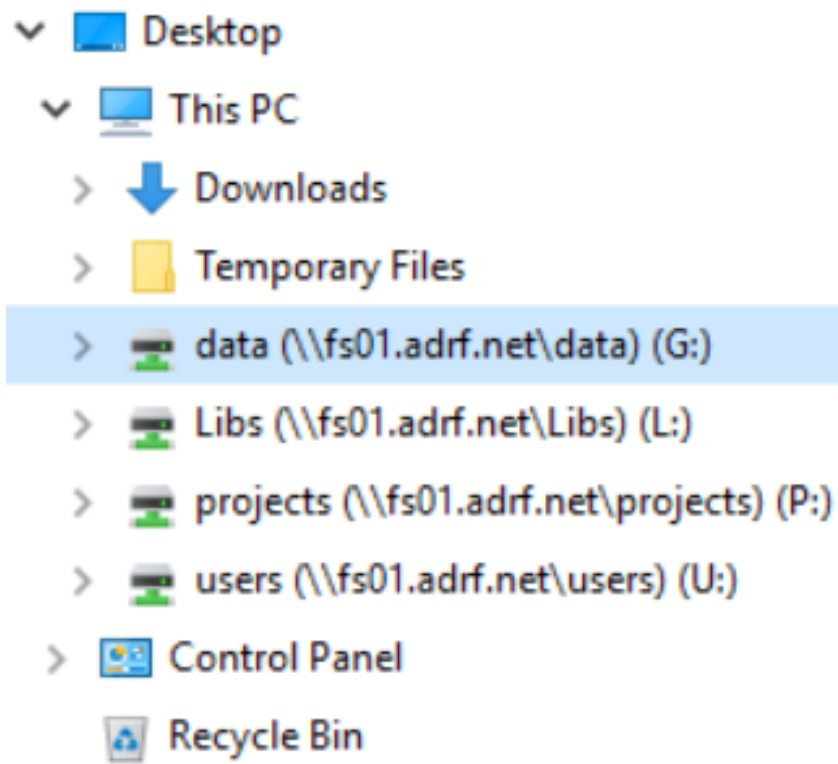 Desktop
This PC
Downloads
Temporary Files
data (\\fs01.adrf.net\data) (G:)
Libs (\\fs01.adrf.net\Libs) (L:)
projects (\\fs01.adrf.net\projects) (P:)
users (\\fs01.adrf.net\users) (U:)
Control Panel
Recycle Bin